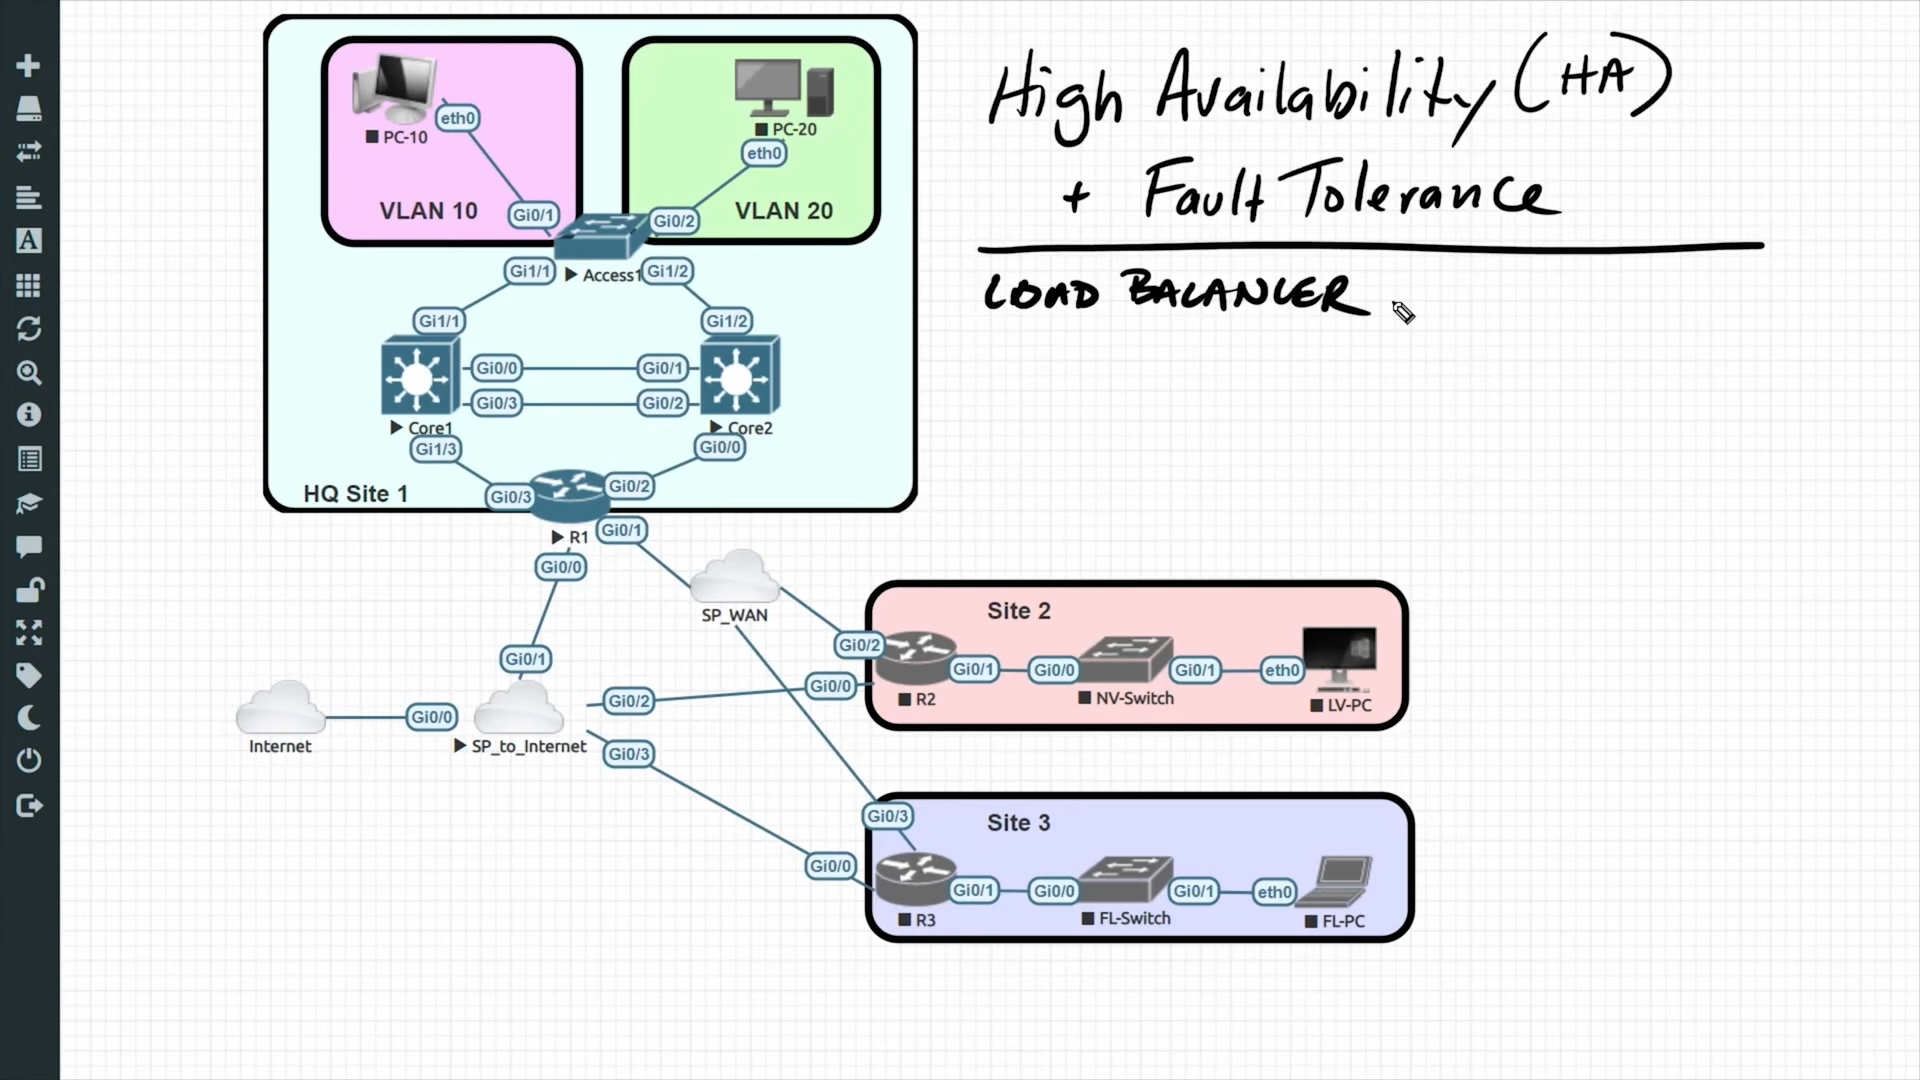 High Availability (HA)
+ Fault Tolerance
LOAD BALANCER
PC-10
eth0
VLAN 10
Gi0/1
PC-20
eth0
VLAN 20
Gi0/2
Gi1/1
Access1
Gi1/2
Gi1/1
Gi1/2
Gi0/0
Gi0/1
Gi0/3
Gi0/2
Core1
Core2
Gi1/3
Gi0/0
HQ Site 1
Gi0/3
Gi0/2
R1
Gi0/1
Gi0/0
SP_WAN
Gi0/1
Internet
Gi0/0
SP_to_Internet
Gi0/2
Gi0/3
Site 2
Gi0/2
Gi0/0
R2
Gi0/1
Gi0/0
NV-Switch
Gi0/1
eth0
LV-PC
Site 3
Gi0/3
Gi0/0
R3
Gi0/1
Gi0/0
FL-Switch
Gi0/1
eth0
FL-PC
A